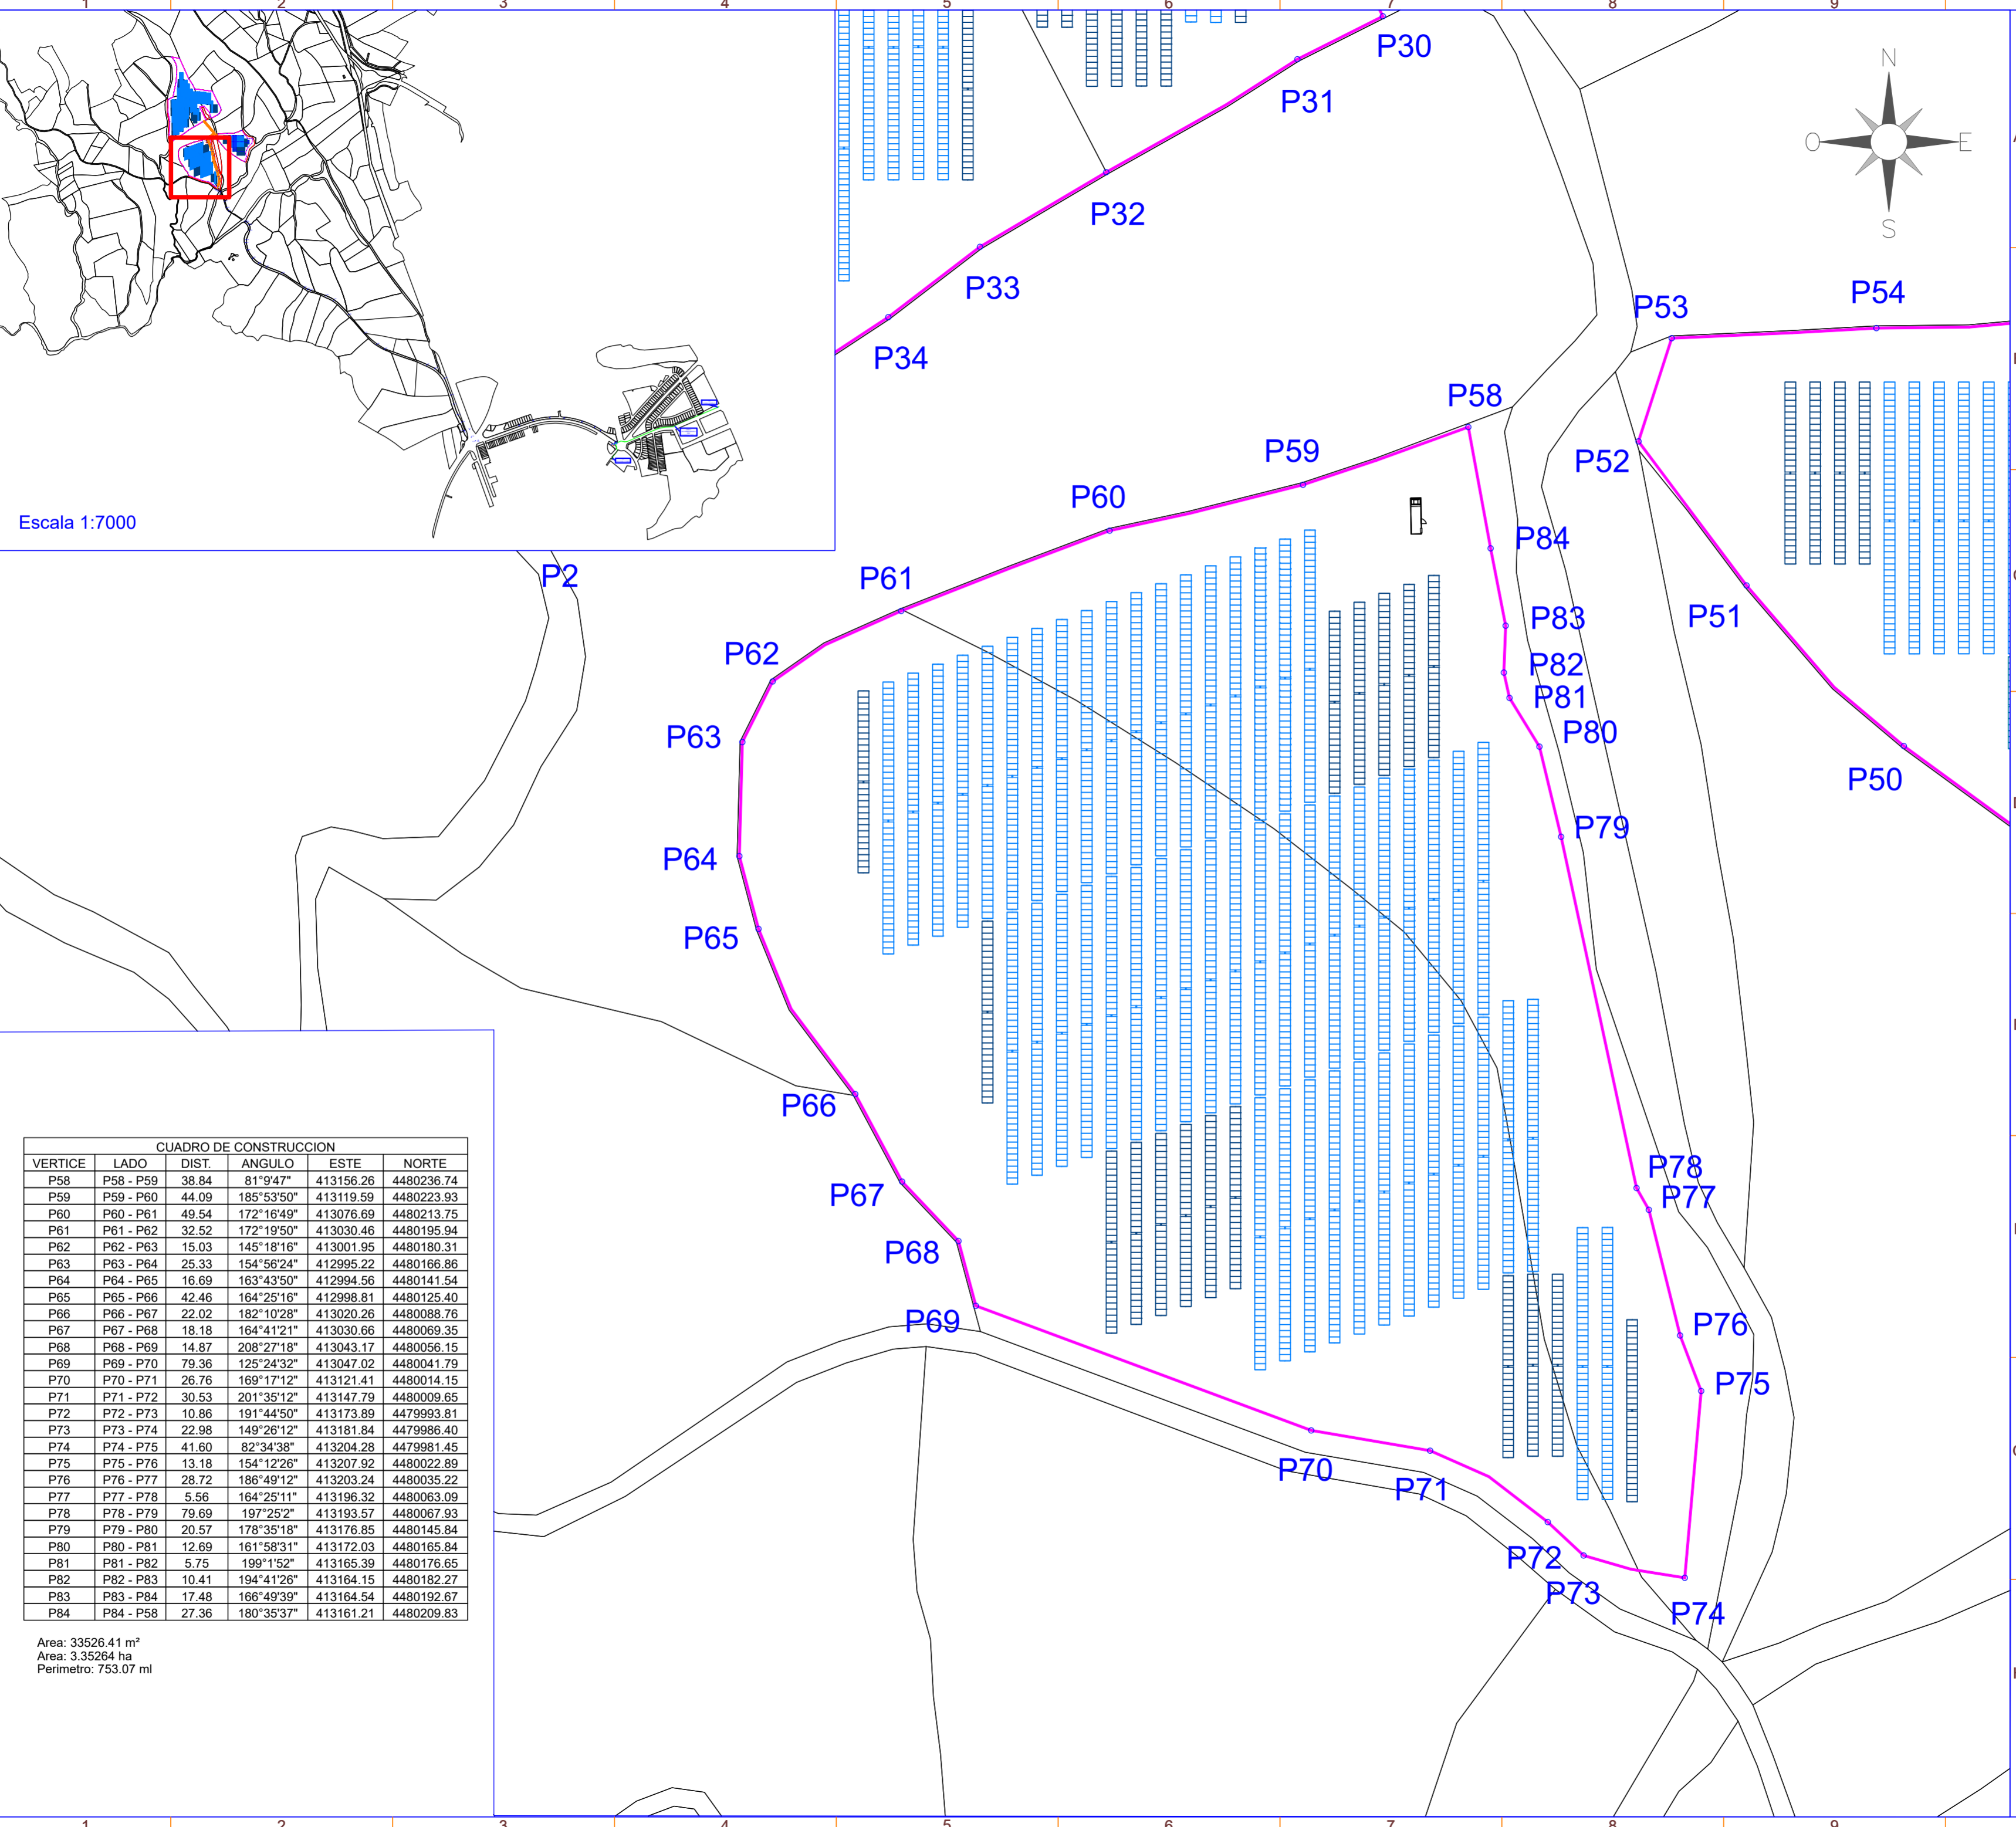 1 2 3 4 5 6 7 8 9
P30
N
P31
O E
P32
S
P33
P53
P54
P34
P58
P59
P52
P60
Escala 1:7000
P84
P2
P61
P51
P83
P62
P82
P81
P63
P80
P50
P79
P64
P65
P66
CUADRO DE CONSTRUCCION
VERTICE LADO DIST. ANGULO ESTE NORTE
P58 P58 - P59 38.84 81°9'47" 413156.26 4480236.74
P59 P59 - P60 44.09 185°53'50" 413119.59 4480223.93
P60 P60 - P61 49.54 172°16'49" 413076.69 4480213.75
P61 P61 - P62 32.52 172°19'50" 413030.46 4480195.94
P62 P62 - P63 15.03 145°18'16" 413001.95 4480180.31
P63 P63 - P64 25.33 154°56'24" 412995.22 4480166.86
P64 P64 - P65 16.69 163°43'50" 412994.56 4480141.54
P65 P65 - P66 42.46 164°25'16" 412998.81 4480125.40
P66 P66 - P67 22.02 182°10'28" 413020.26 4480088.76
P67 P67 - P68 18.18 164°41'21" 413030.66 4480069.35
P68 P68 - P69 14.87 208°27'18" 413043.17 4480056.15
P69 P69 - P70 79.36 125°24'32" 413047.02 4480041.79
P70 P70 - P71 26.76 169°17'12" 413121.41 4480014.15
P71 P71 - P72 30.53 201°35'12" 413147.79 4480009.65
P72 P72 - P73 10.86 191°44'50" 413173.89 4479993.81
P73 P73 - P74 22.98 149°26'12" 413181.84 4479986.40
P74 P74 - P75 41.60 82°34'38" 413204.28 4479981.45
P75 P75 - P76 13.18 154°12'26" 413207.92 4480022.89
P76 P76 - P77 28.72 186°49'12" 413203.24 4480035.22
P77 P77 - P78 5.56 164°25'11" 413196.32 4480063.09
P78 P78 - P79 79.69 197°25'2" 413193.57 4480067.93
P79 P79 - P80 20.57 178°35'18" 413176.85 4480145.84
P80 P80 - P81 12.69 161°58'31" 413172.03 4480165.84
P81 P81 - P82 5.75 199°1'52" 413165.39 4480176.65
P82 P82 - P83 10.41 194°41'26" 413164.15 4480182.27
P83 P83 - P84 17.48 166°49'39" 413164.54 4480192.67
P84 P84 - P58 27.36 180°35'37" 413161.21 4480209.83
Area: 33526.41 m²
Area: 3.35264 ha
Perimetro: 753.07 ml
P78
P77
P67
P68
P69
P76
P75
P70
P71
P72
P73
P74
1 2 3 4 5 6 7 8 9